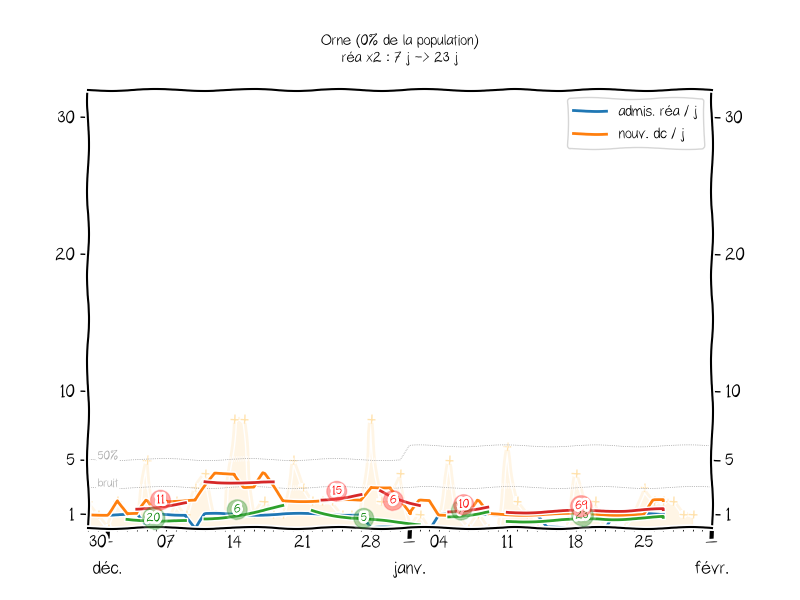 Orne (0% de la population)
réa x2 : 7 j -> 23 j
admis. réa / j
nouv. dc / j
30 30
20 20
10 10
5 5
1 1
50%
bruit
11 20 6 15 5 6 10 69 23
30 07 14 21 28 04 11 18 25
déc. janv. févr.